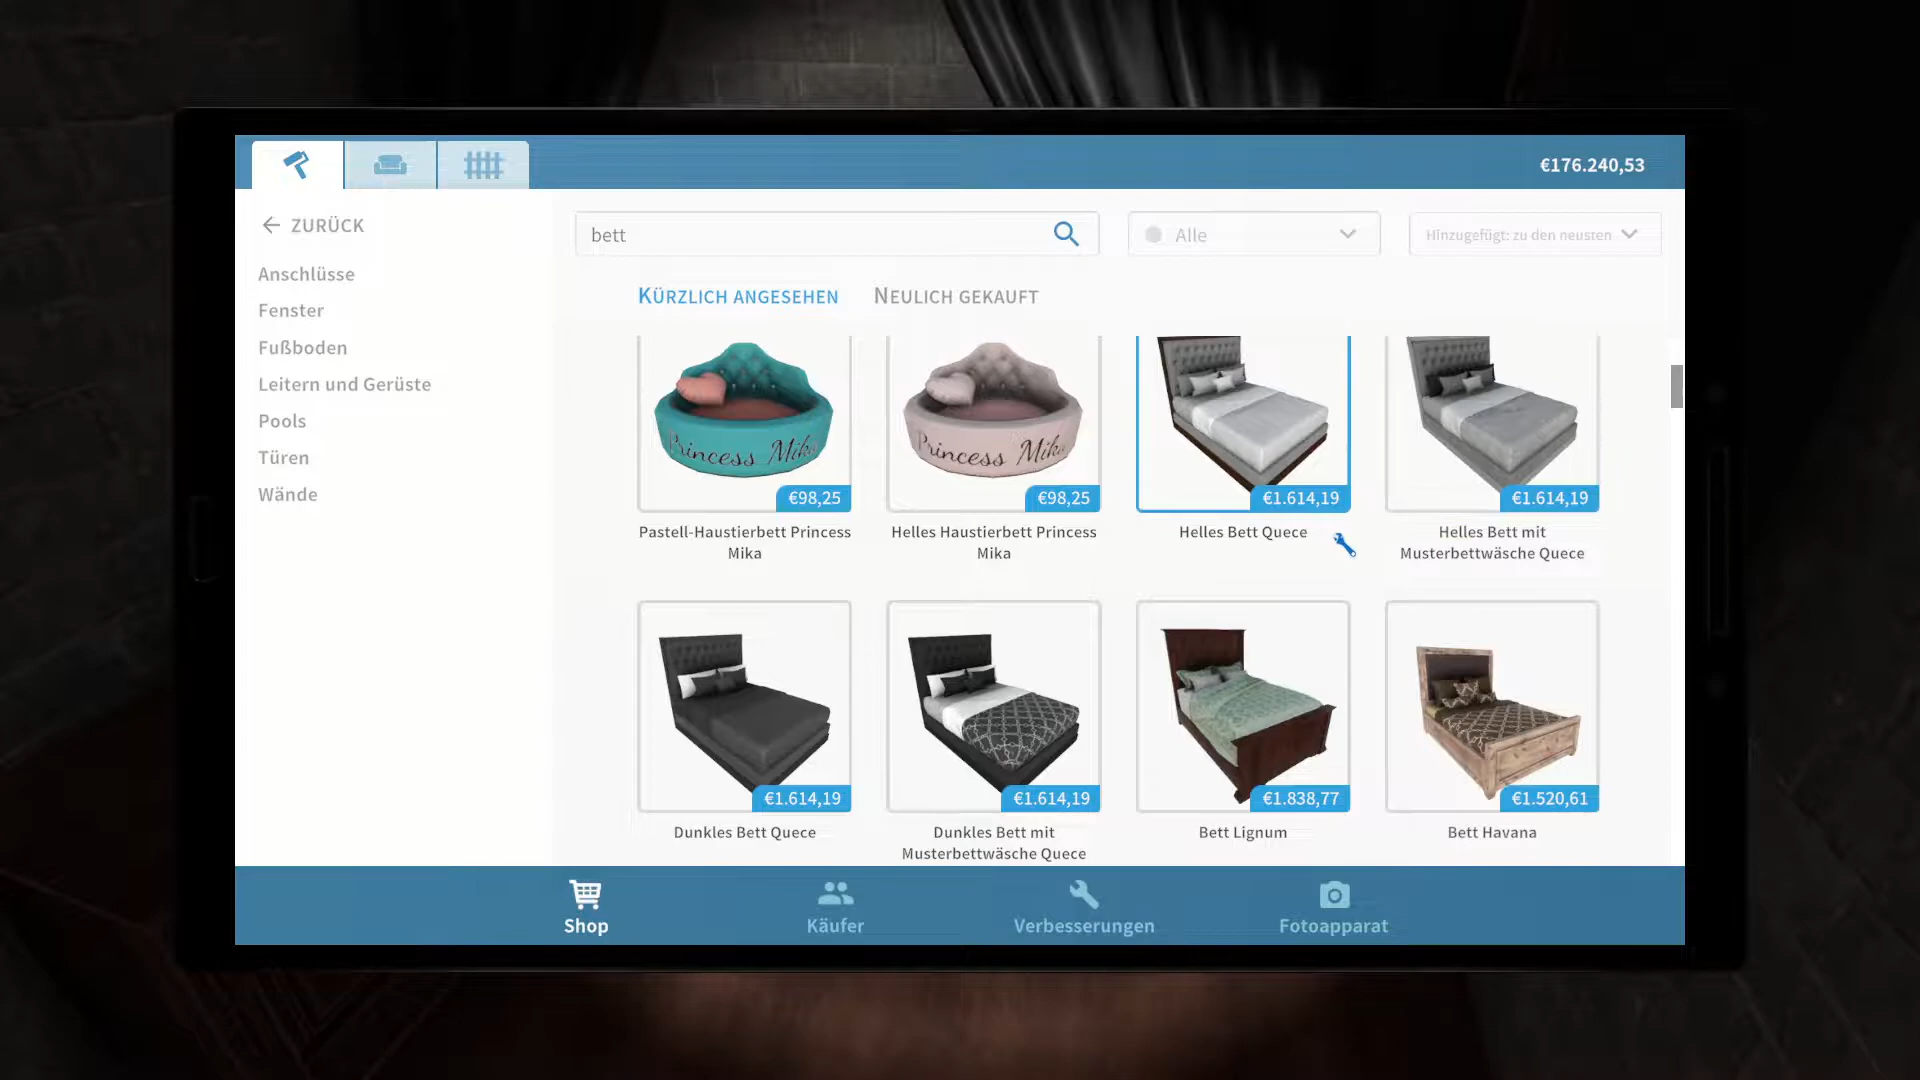 €176.240,53
ZURÜCK
bett
Alle
Hinzugefügt: zu den neusten
Anschlüsse
Fenster
Fußboden
Leitern und Gerüste
Pools
Türen
Wände
KÜRZLICH ANGESEHEN
NEULICH GEKAUFT
Princess Mika
€98,25
Pastell-Haustierbett Princess
Mika
Princess Mika
€98,25
Helles Haustierbett Princess
Mika
€1.614,19
Helles Bett Quece
€1.614,19
Helles Bett mit
Musterbettwäsche Quece
€1.614,19
Dunkles Bett Quece
€1.614,19
Dunkles Bett mit
Musterbettwäsche Quece
€1.838,77
Bett Lignum
€1.520,61
Bett Havana
Shop
Käufer
Verbesserungen
Fotoapparat